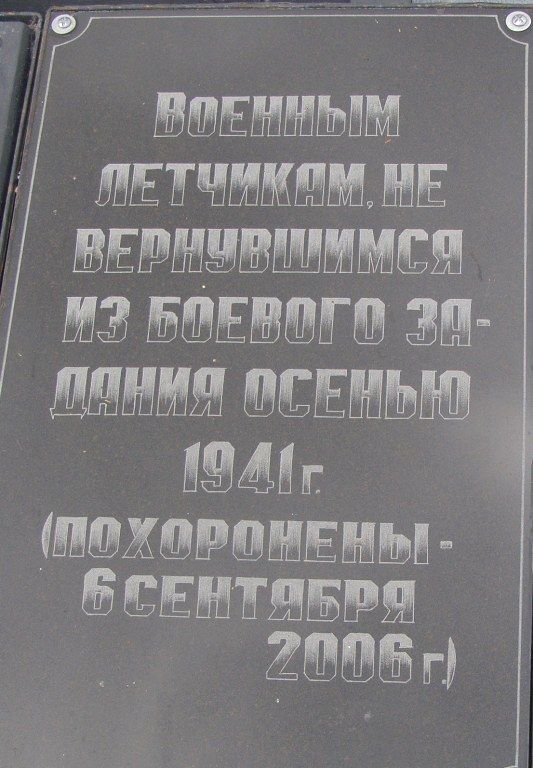 Военным
летчикам, не
вернувшимся
из боевого за-
дания осенью
1941 г.
(похоронены -
6 сентября
2006 г.)